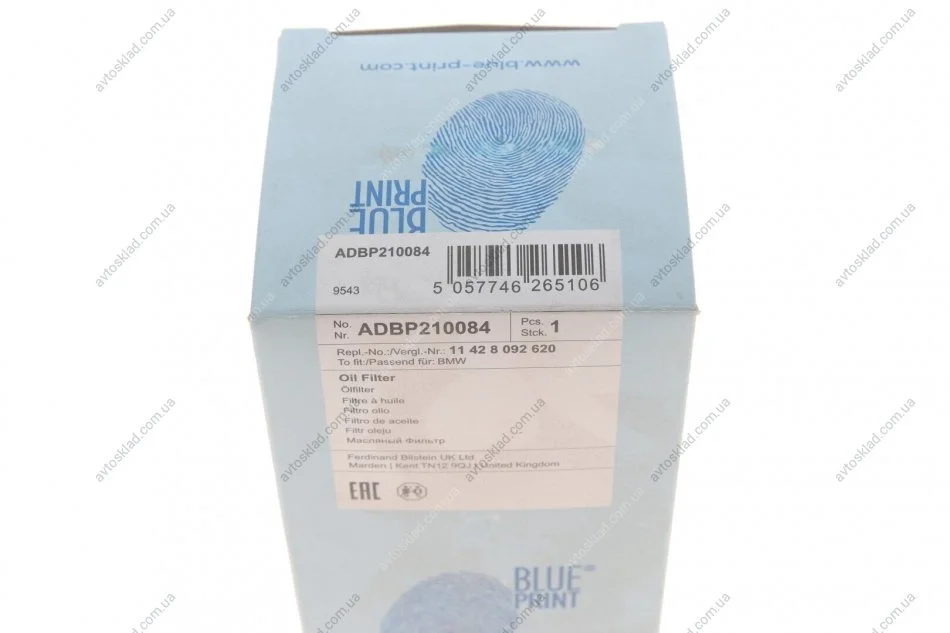 www.blue-print.com
BLUE
PRINT
ADBP210084
9543
5 057746 265106
No.
Nr. ADBP210084
Pcs.
Stck. 1
Repl.-No.:/Vergl.-Nr.: 11 42 8 092 620
To fit:/Passend für: BMW
Oil Filter
Ölfilter
Filtre à huile
Filtro olio
Filtro de aceite
Filtr oleju
Масляный Фильтр
Ferdinand Bilstein UK Ltd
Marden | Kent TN12 9QJ | United Kingdom
EAC
BLUE®
PRINT
avtosklad.com.ua